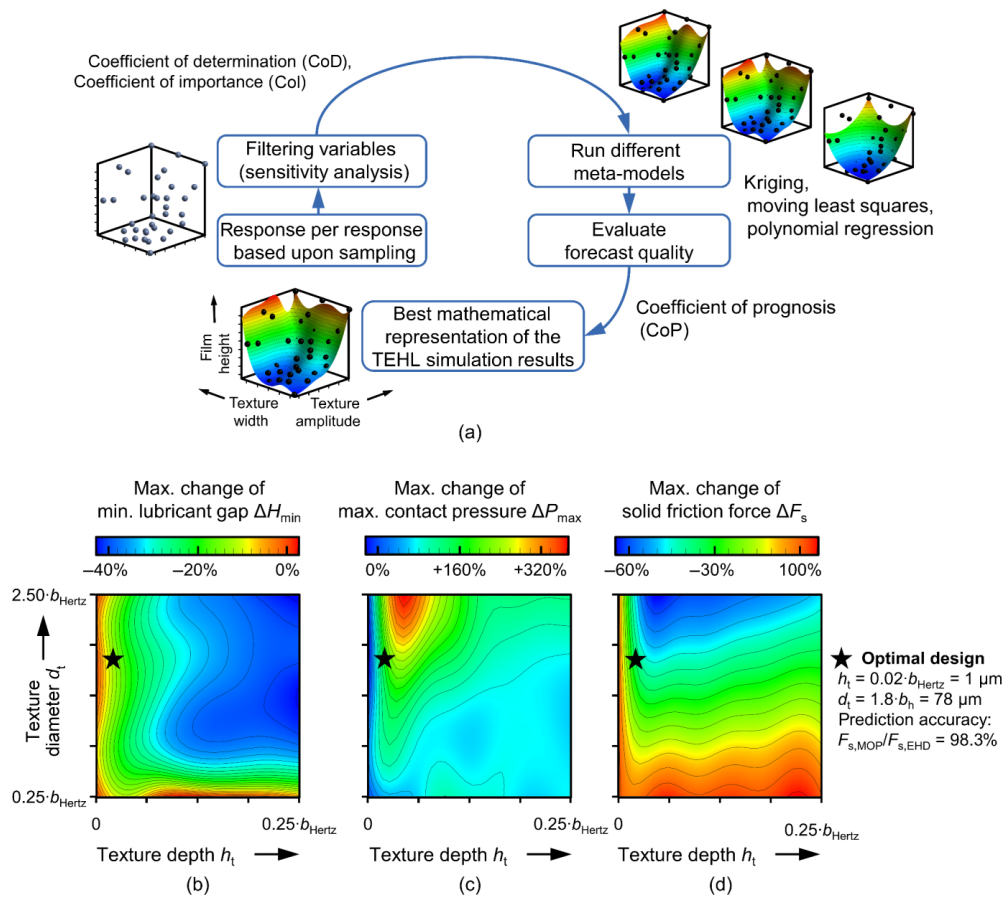 Coefficient of determination (CoD),
Coefficient of importance (CoI)
Filtering variables
(sensitivity analysis)
Run different
meta-models
Kriging,
moving least squares,
polynomial regression
Response per response
based upon sampling
Evaluate
forecast quality
Coefficient of prognosis
(CoP)
Best mathematical
representation of the
TEHL simulation results
Film
height
Texture
width
Texture
amplitude
(a)
Max. change of
min. lubricant gap ΔHmin
–40% –20% 0%
Max. change of
max. contact pressure ΔPmax
0% +160% +320%
Max. change of
solid friction force ΔFs
–60% –30% 100%
2.50·bHertz
Texture
diameter dt
0.25·bHertz
0 0.25·bHertz
Texture depth ht
(b)
0 0.25·bHertz
Texture depth ht
(c)
0 0.25·bHertz
Texture depth ht
(d)
★ Optimal design
ht = 0.02·bHertz = 1 μm
dt = 1.8·bh = 78 μm
Prediction accuracy:
Fs,MOP/Fs,EHD = 98.3%